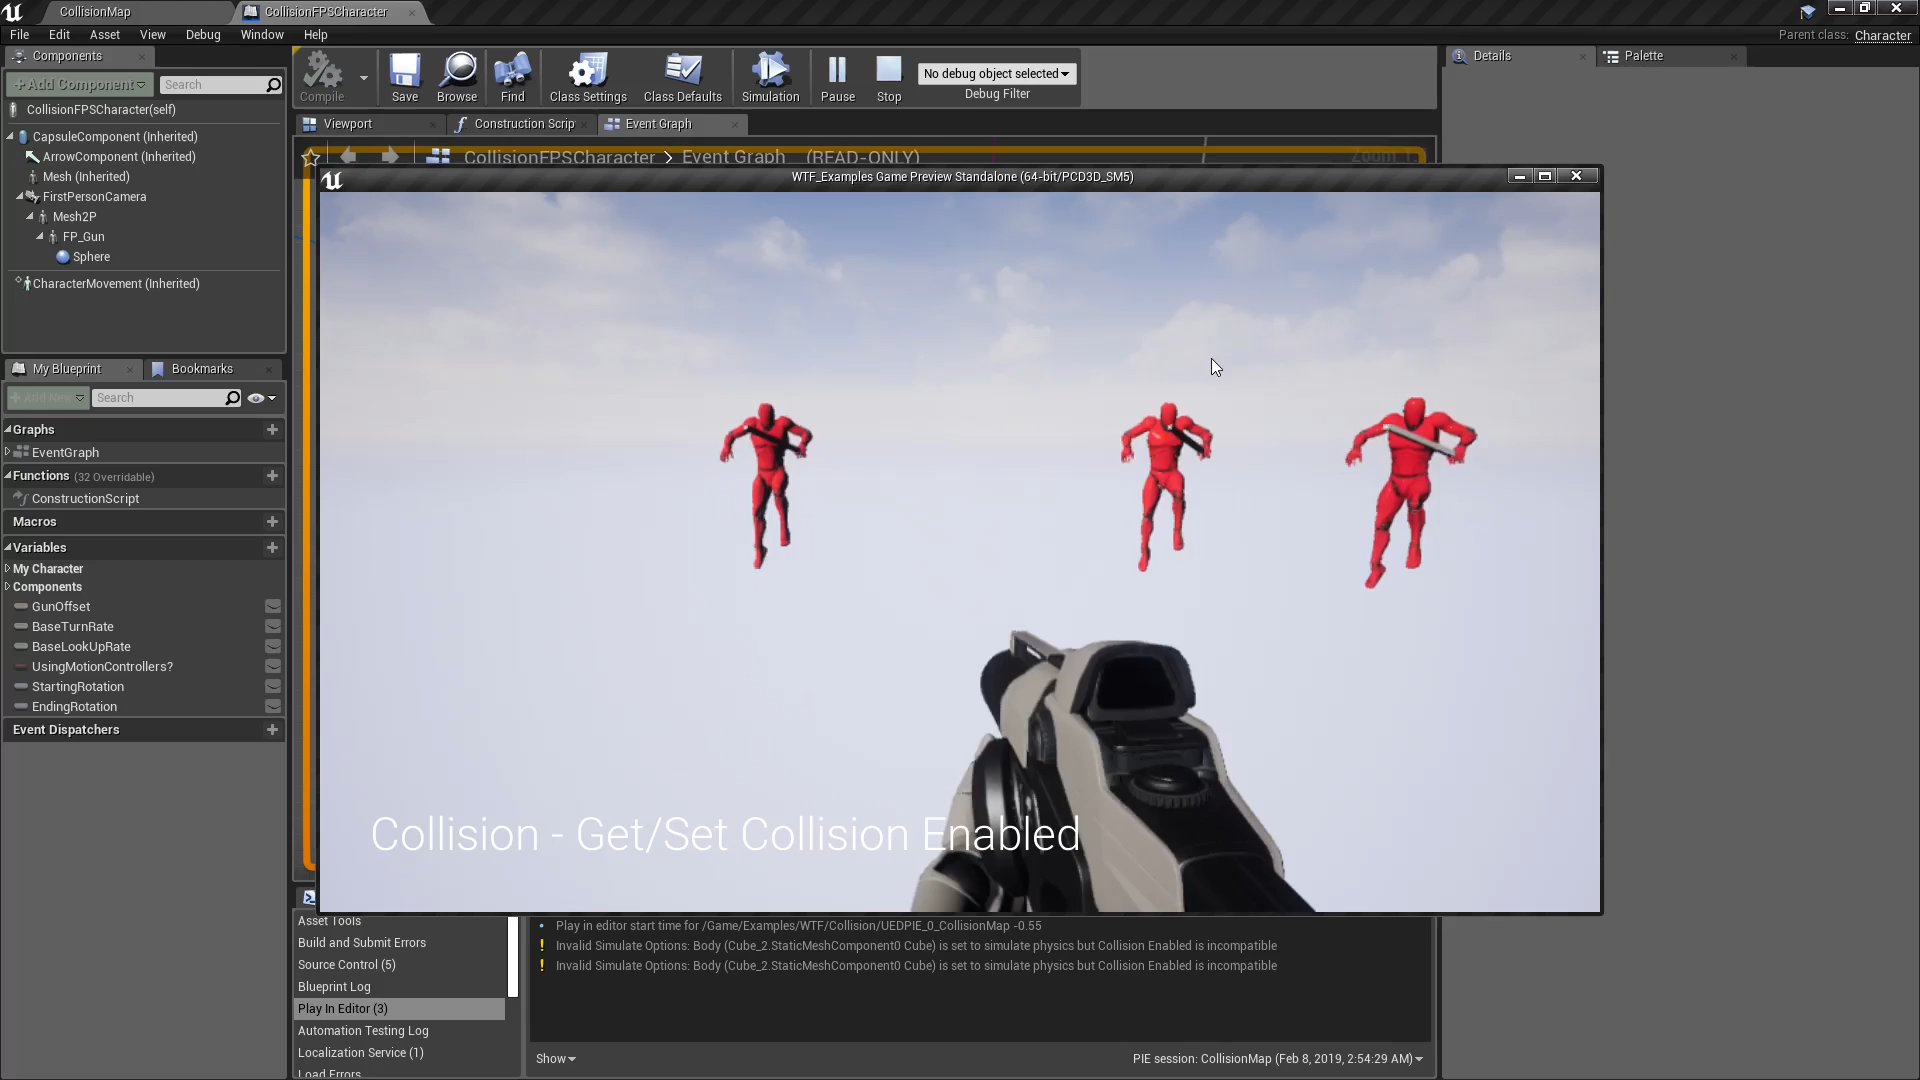 CollisionMap
CollisionFPSCharacter
File Edit Asset View Debug Window Help
Parent class: Character
Components
+Add Component
Search
CollisionFPSCharacter(self)
CapsuleComponent (Inherited)
ArrowComponent (Inherited)
Mesh (Inherited)
FirstPersonCamera
Mesh2P
FP_Gun
Sphere
CharacterMovement (Inherited)
My Blueprint
Bookmarks
+ Add New
Search
Graphs
EventGraph
Functions (32 Overridable)
ConstructionScript
Macros
Variables
My Character
Components
GunOffset
BaseTurnRate
BaseLookUpRate
UsingMotionControllers?
StartingRotation
EndingRotation
Event Dispatchers
Compile
Save
Browse
Find
Class Settings
Class Defaults
Simulation
Pause
Stop
No debug object selected
Debug Filter
Viewport
Construction Scrip
Event Graph
CollisionFPSCharacter > Event Graph (READ-ONLY)
Zoom 1
WTF_Examples Game Preview Standalone (64-bit/PCD3D_SM5)
Collision - Get/Set Collision Enabled
Asset Tools
Build and Submit Errors
Source Control (5)
Blueprint Log
Play In Editor (3)
Automation Testing Log
Localization Service (1)
Load Errors
Play in editor start time for /Game/Examples/WTF/Collision/UEDPIE_0_CollisionMap -0.55
Invalid Simulate Options: Body (Cube_2.StaticMeshComponent0 Cube) is set to simulate physics but Collision Enabled is incompatible
Invalid Simulate Options: Body (Cube_2.StaticMeshComponent0 Cube) is set to simulate physics but Collision Enabled is incompatible
Show
PIE session: CollisionMap (Feb 8, 2019, 2:54:29 AM)
Details
Palette